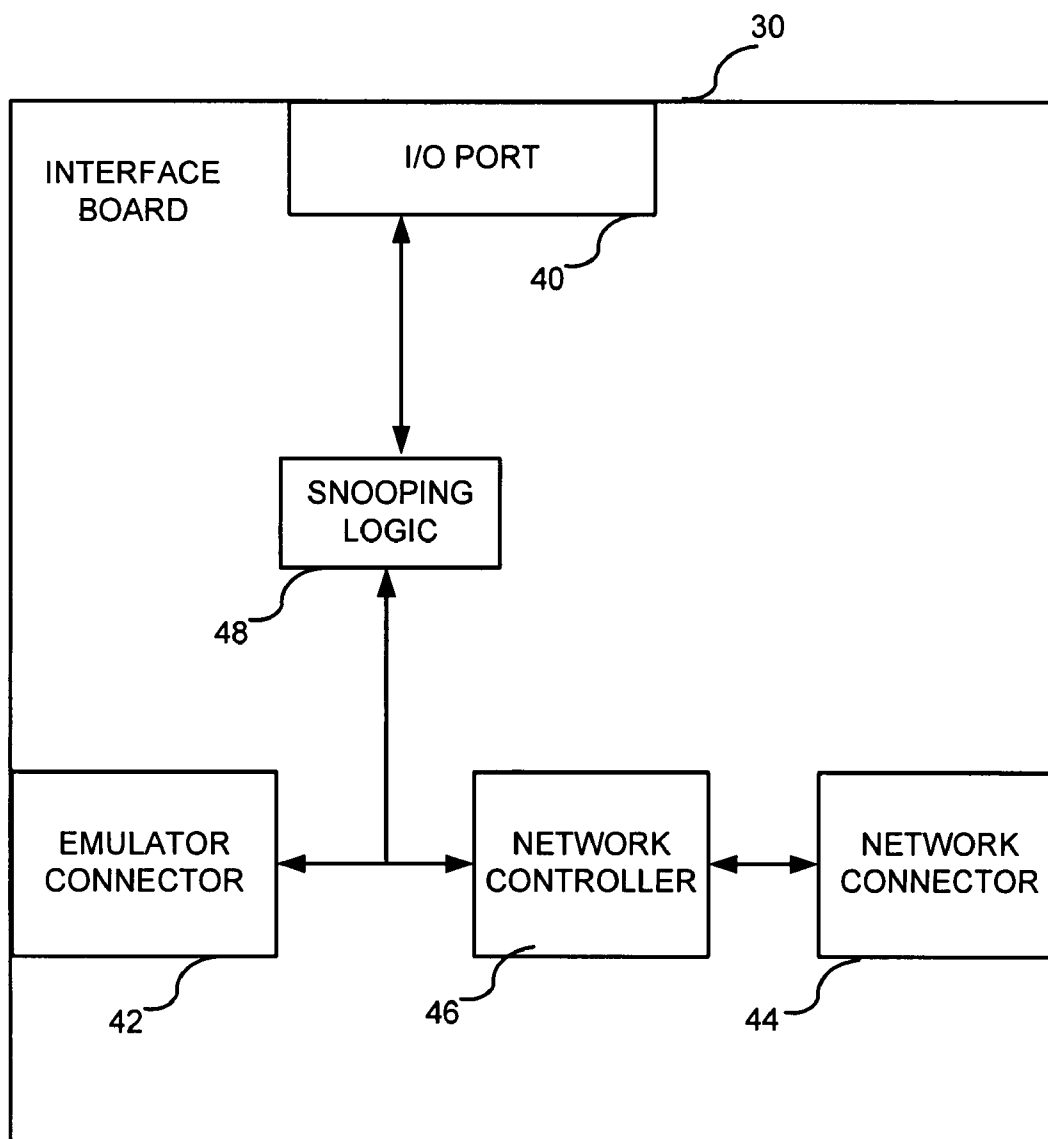 30
I/O PORT
INTERFACE
BOARD
40
SNOOPING
LOGIC
48
EMULATOR
CONNECTOR
NETWORK
CONTROLLER
NETWORK
CONNECTOR
42
46
44